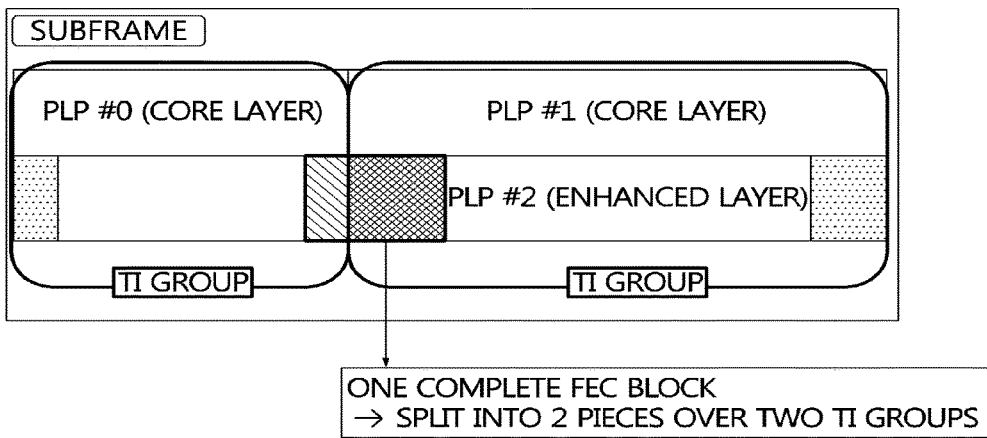 SUBFRAME
PLP #0 (CORE LAYER)
PLP #1 (CORE LAYER)
PLP #2 (ENHANCED LAYER)
TI GROUP
TI GROUP
ONE COMPLETE FEC BLOCK
→ SPLIT INTO 2 PIECES OVER TWO TI GROUPS